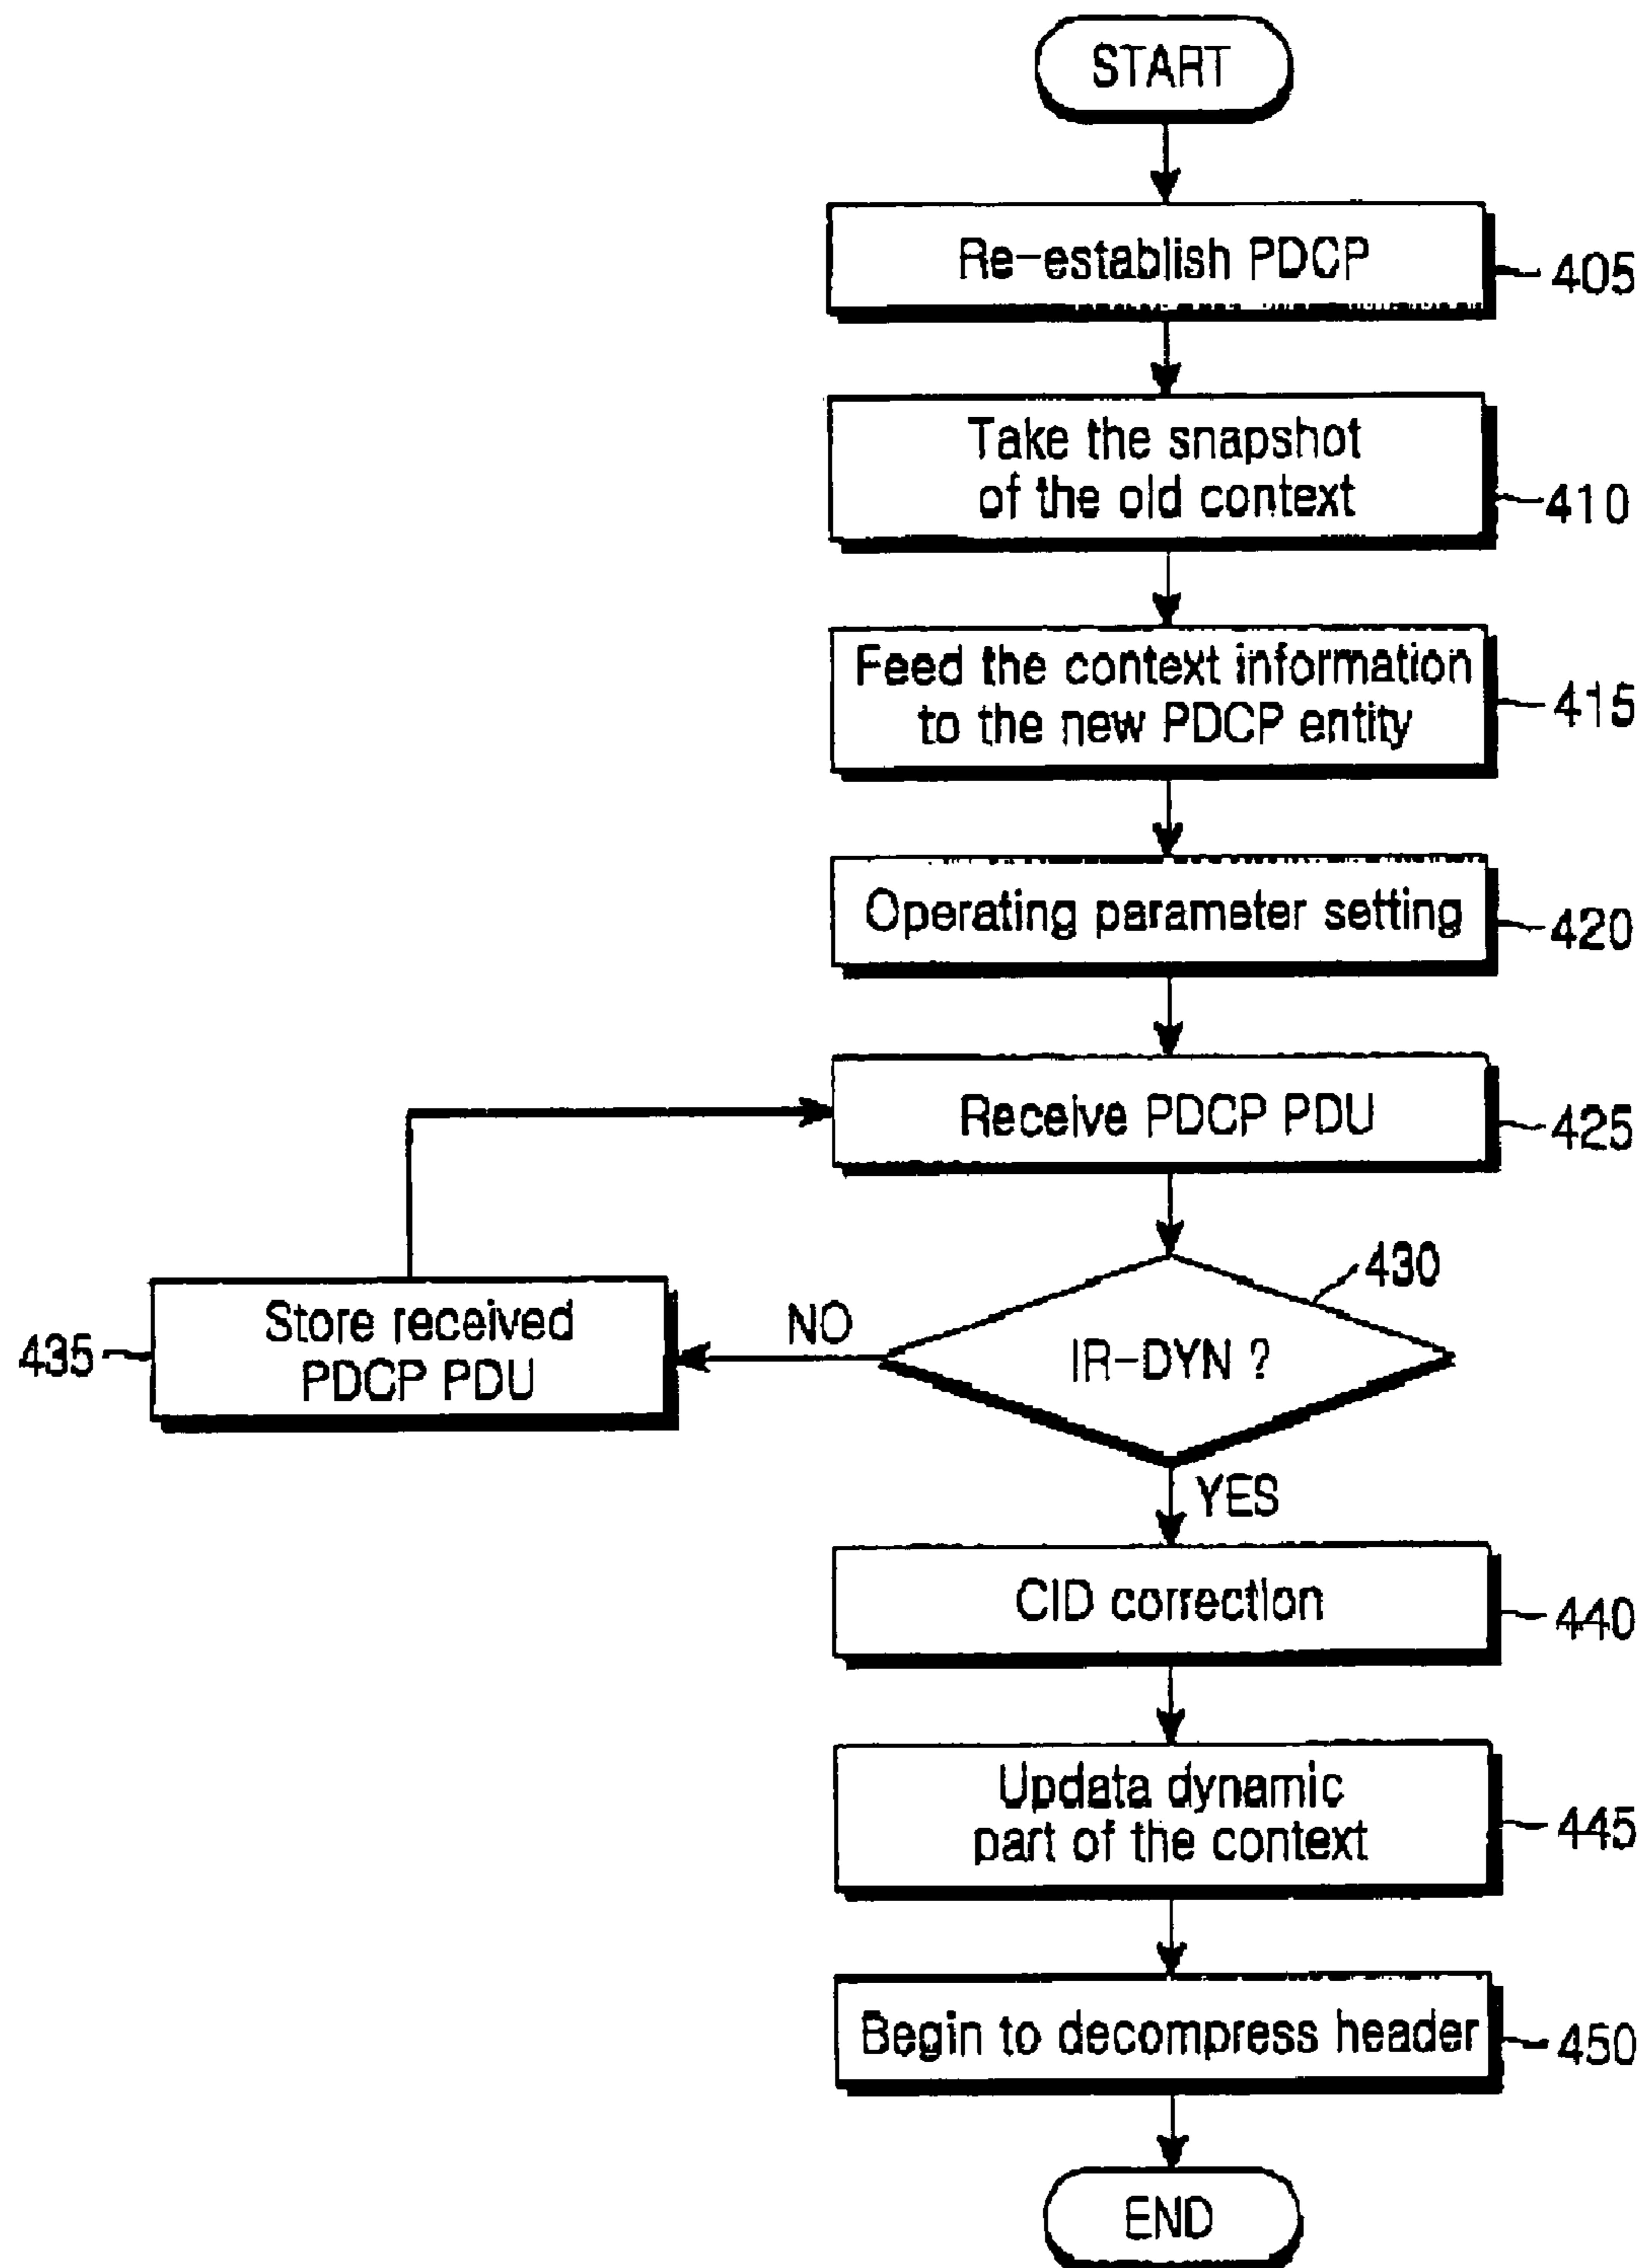 START
Re-establish PDCP
405
Take the snapshot
of the old context
410
Feed the context information
to the new PDCP entity
415
Operating parameter setting
420
Receive PDCP PDU
425
430
IR-DYN ?
NO
Store received
PDCP PDU
435
YES
CID correction
440
Updata dynamic
part of the context
445
Begin to decompress header
450
END